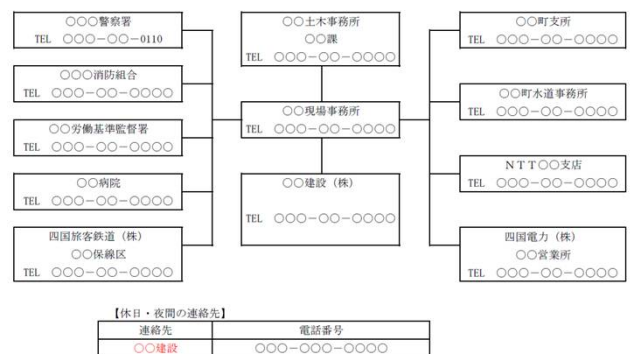 ○○○警察署
TEL ○○○－○○－0110
○○○消防組合
TEL ○○○－○○－○○○○
○○労働基準監督署
TEL ○○○－○○－○○○○
○○病院
TEL ○○○－○○－○○○○
四国旅客鉄道（株）
○○保線区
TEL ○○○－○○－○○○○
○○土木事務所
○○課
TEL ○○○－○○－○○○○
○○現場事務所
TEL ○○○－○○－○○○○
○○建設（株）
TEL ○○○－○○－○○○○
○○町支所
TEL ○○○－○○－○○○○
○○町水道事務所
TEL ○○○－○○－○○○○
ＮＴＴ○○支店
TEL ○○○－○○－○○○○
四国電力（株）
○○営業所
TEL ○○○－○○－○○○○
【休日・夜間の連絡先】
連絡先 電話番号
○○建設 ○○○－○○○－○○○○